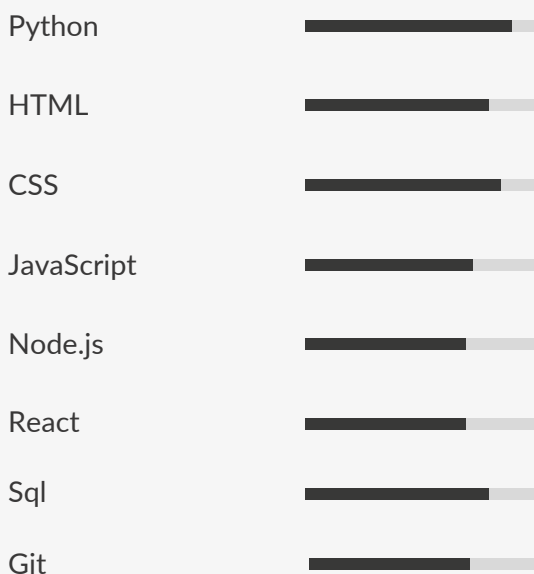 Python
HTML
CSS
JavaScript
Node.js
React
Sql
Git